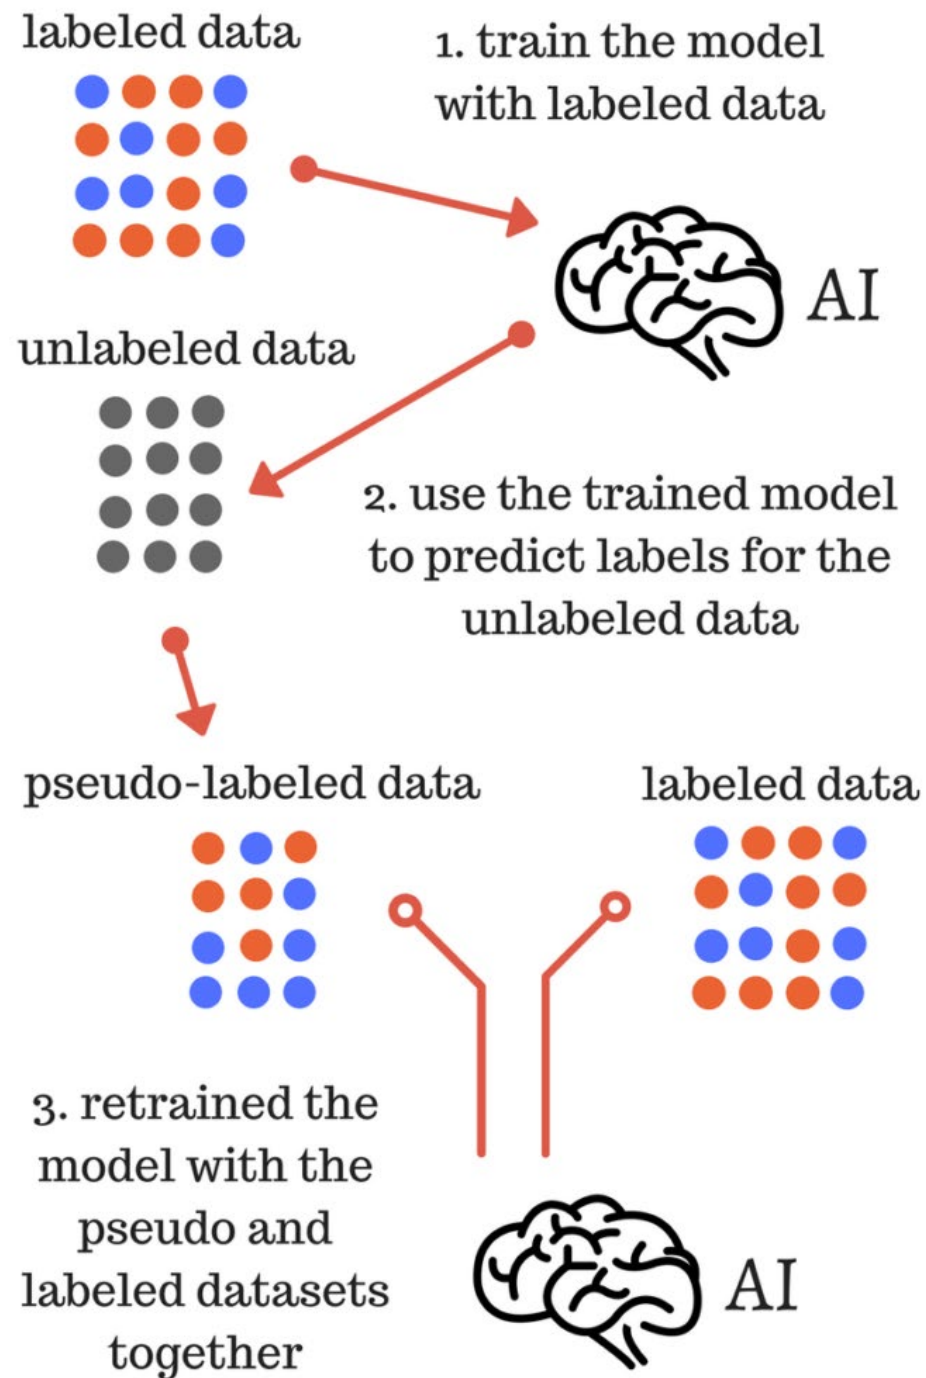 labeled data
1. train the model
with labeled data
AI
unlabeled data
2. use the trained model
to predict labels for the
unlabeled data
pseudo-labeled data
labeled data
3. retrained the
model with the
pseudo and
labeled datasets
together
AI